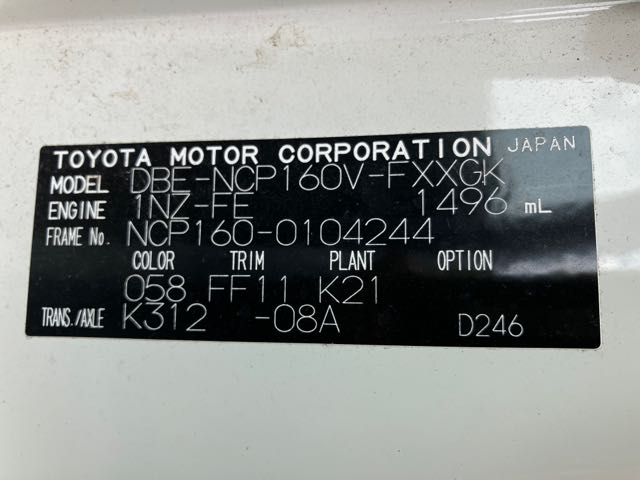 TOYOTA MOTOR CORPORATION JAPAN
MODEL DBE-NCP160V-FXXGK
ENGINE 1NZ-FE 1496 mL
FRAME No. NCP160-0104244
COLOR TRIM PLANT OPTION
058 FF11 K21
TRANS./AXLE K312 -08A D246